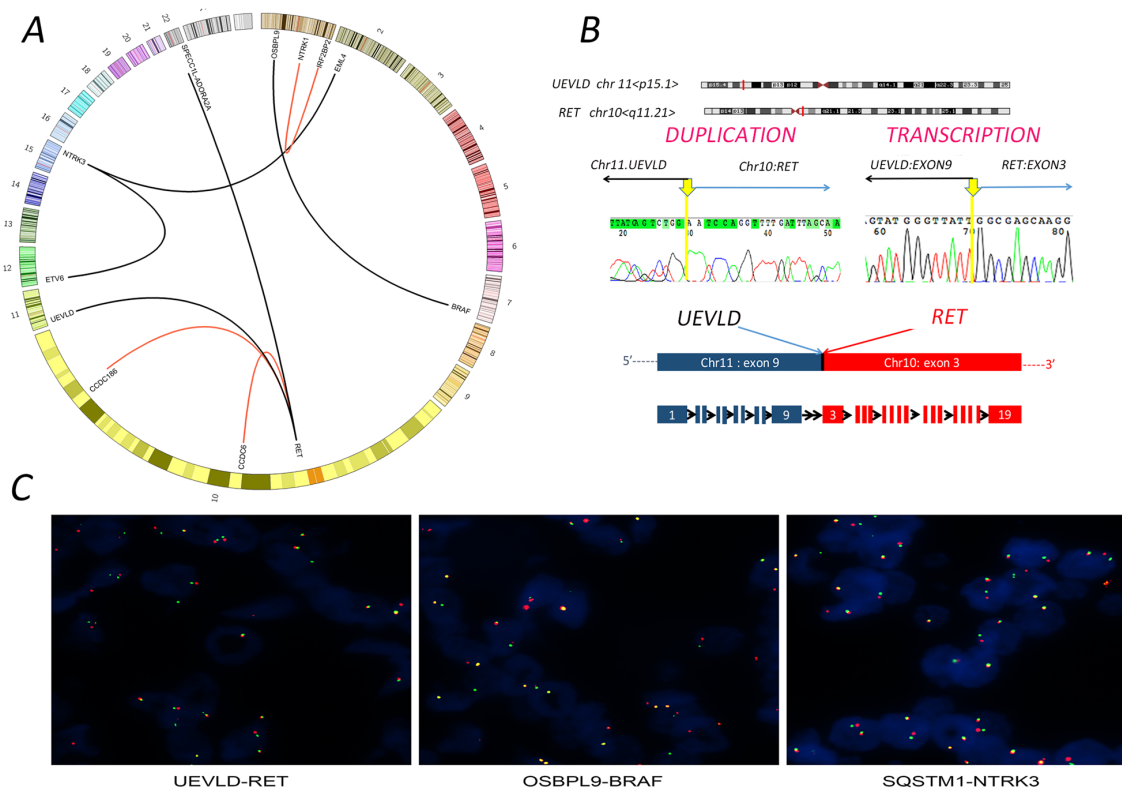 A
22
21
20
19
18
17
16
15
14
13
12
11
10
2
3
4
5
6
7
8
9
SPECC1L-ADORA2A
OSBPL9
NTRK1
IRF2BP2
EML4
NTRK3
ETV6
UEVLD
BRAF
CCDC186
CCDC6
RET
B
UEVLD chr 11<p15.1>
RET chr10<q11.21>
DUPLICATION TRANSCRIPTION
Chr11.UEVLD Chr10:RET
UEVLD:EXON9 RET:EXON3
TTATCAGTCTGGAATCCAGGTTTTGATTTAGCAA
20 30 40 50
GTATGGGTTATTGGCGAGCAAGG
60 70 80
UEVLD RET
5' Chr11 : exon 9 Chr10: exon 3 3'
1 9 3 19
C
UEVLD-RET OSBPL9-BRAF SQSTM1-NTRK3